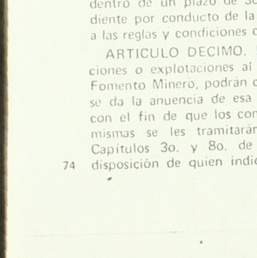 dentro de un plazo de
diente por conducto de la
a las reglas y condiciones
ARTICULO DECIMO.
ciones o explotaciones al
Fomento Minero, podrán
se da la anuencia de esa
con el fin de que los con
mismas se les tramitarán
Capítulos 3o. y 8o. de
74 disposición de quien indi